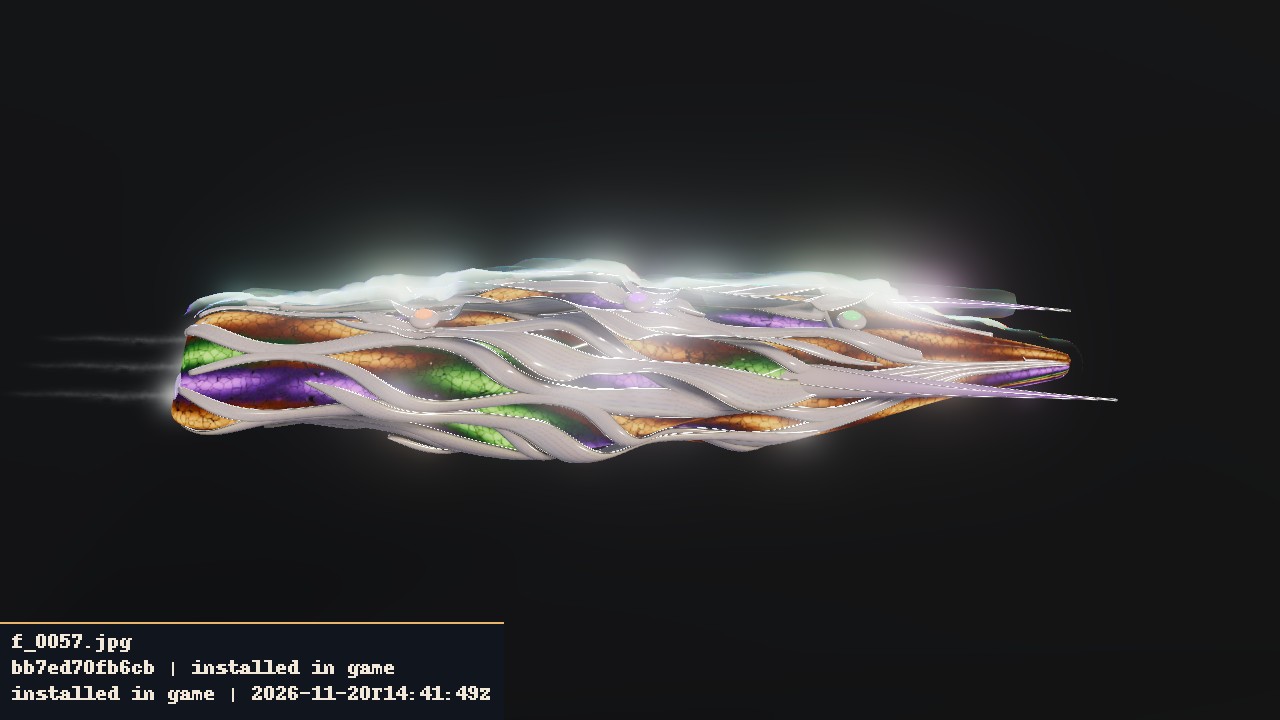 f_0057.jpg
bb7ed70fb6cb | installed in game
installed in game | 2026-11-20T14:41:49Z